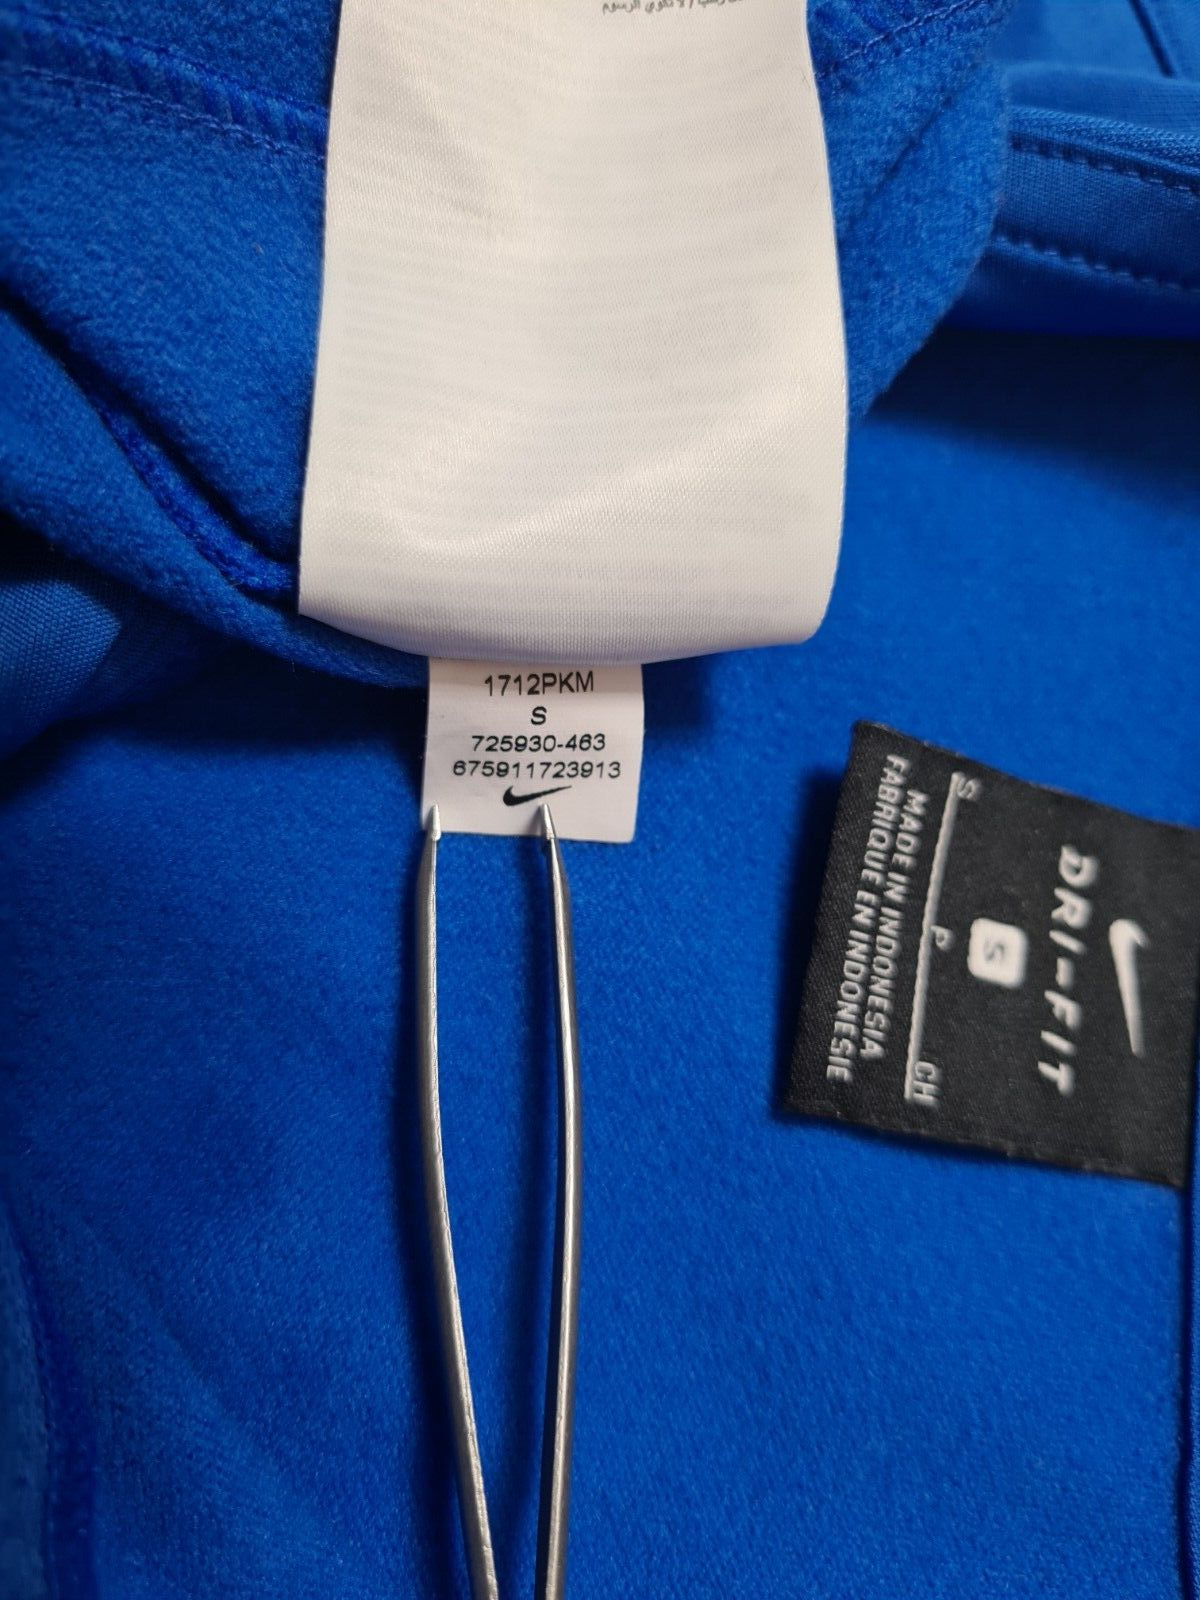 1712PKM
S
725930-463
675911723913
DRI-FIT
S
S P CH
MADE IN INDONESIA
FABRIQUE EN INDONESIE